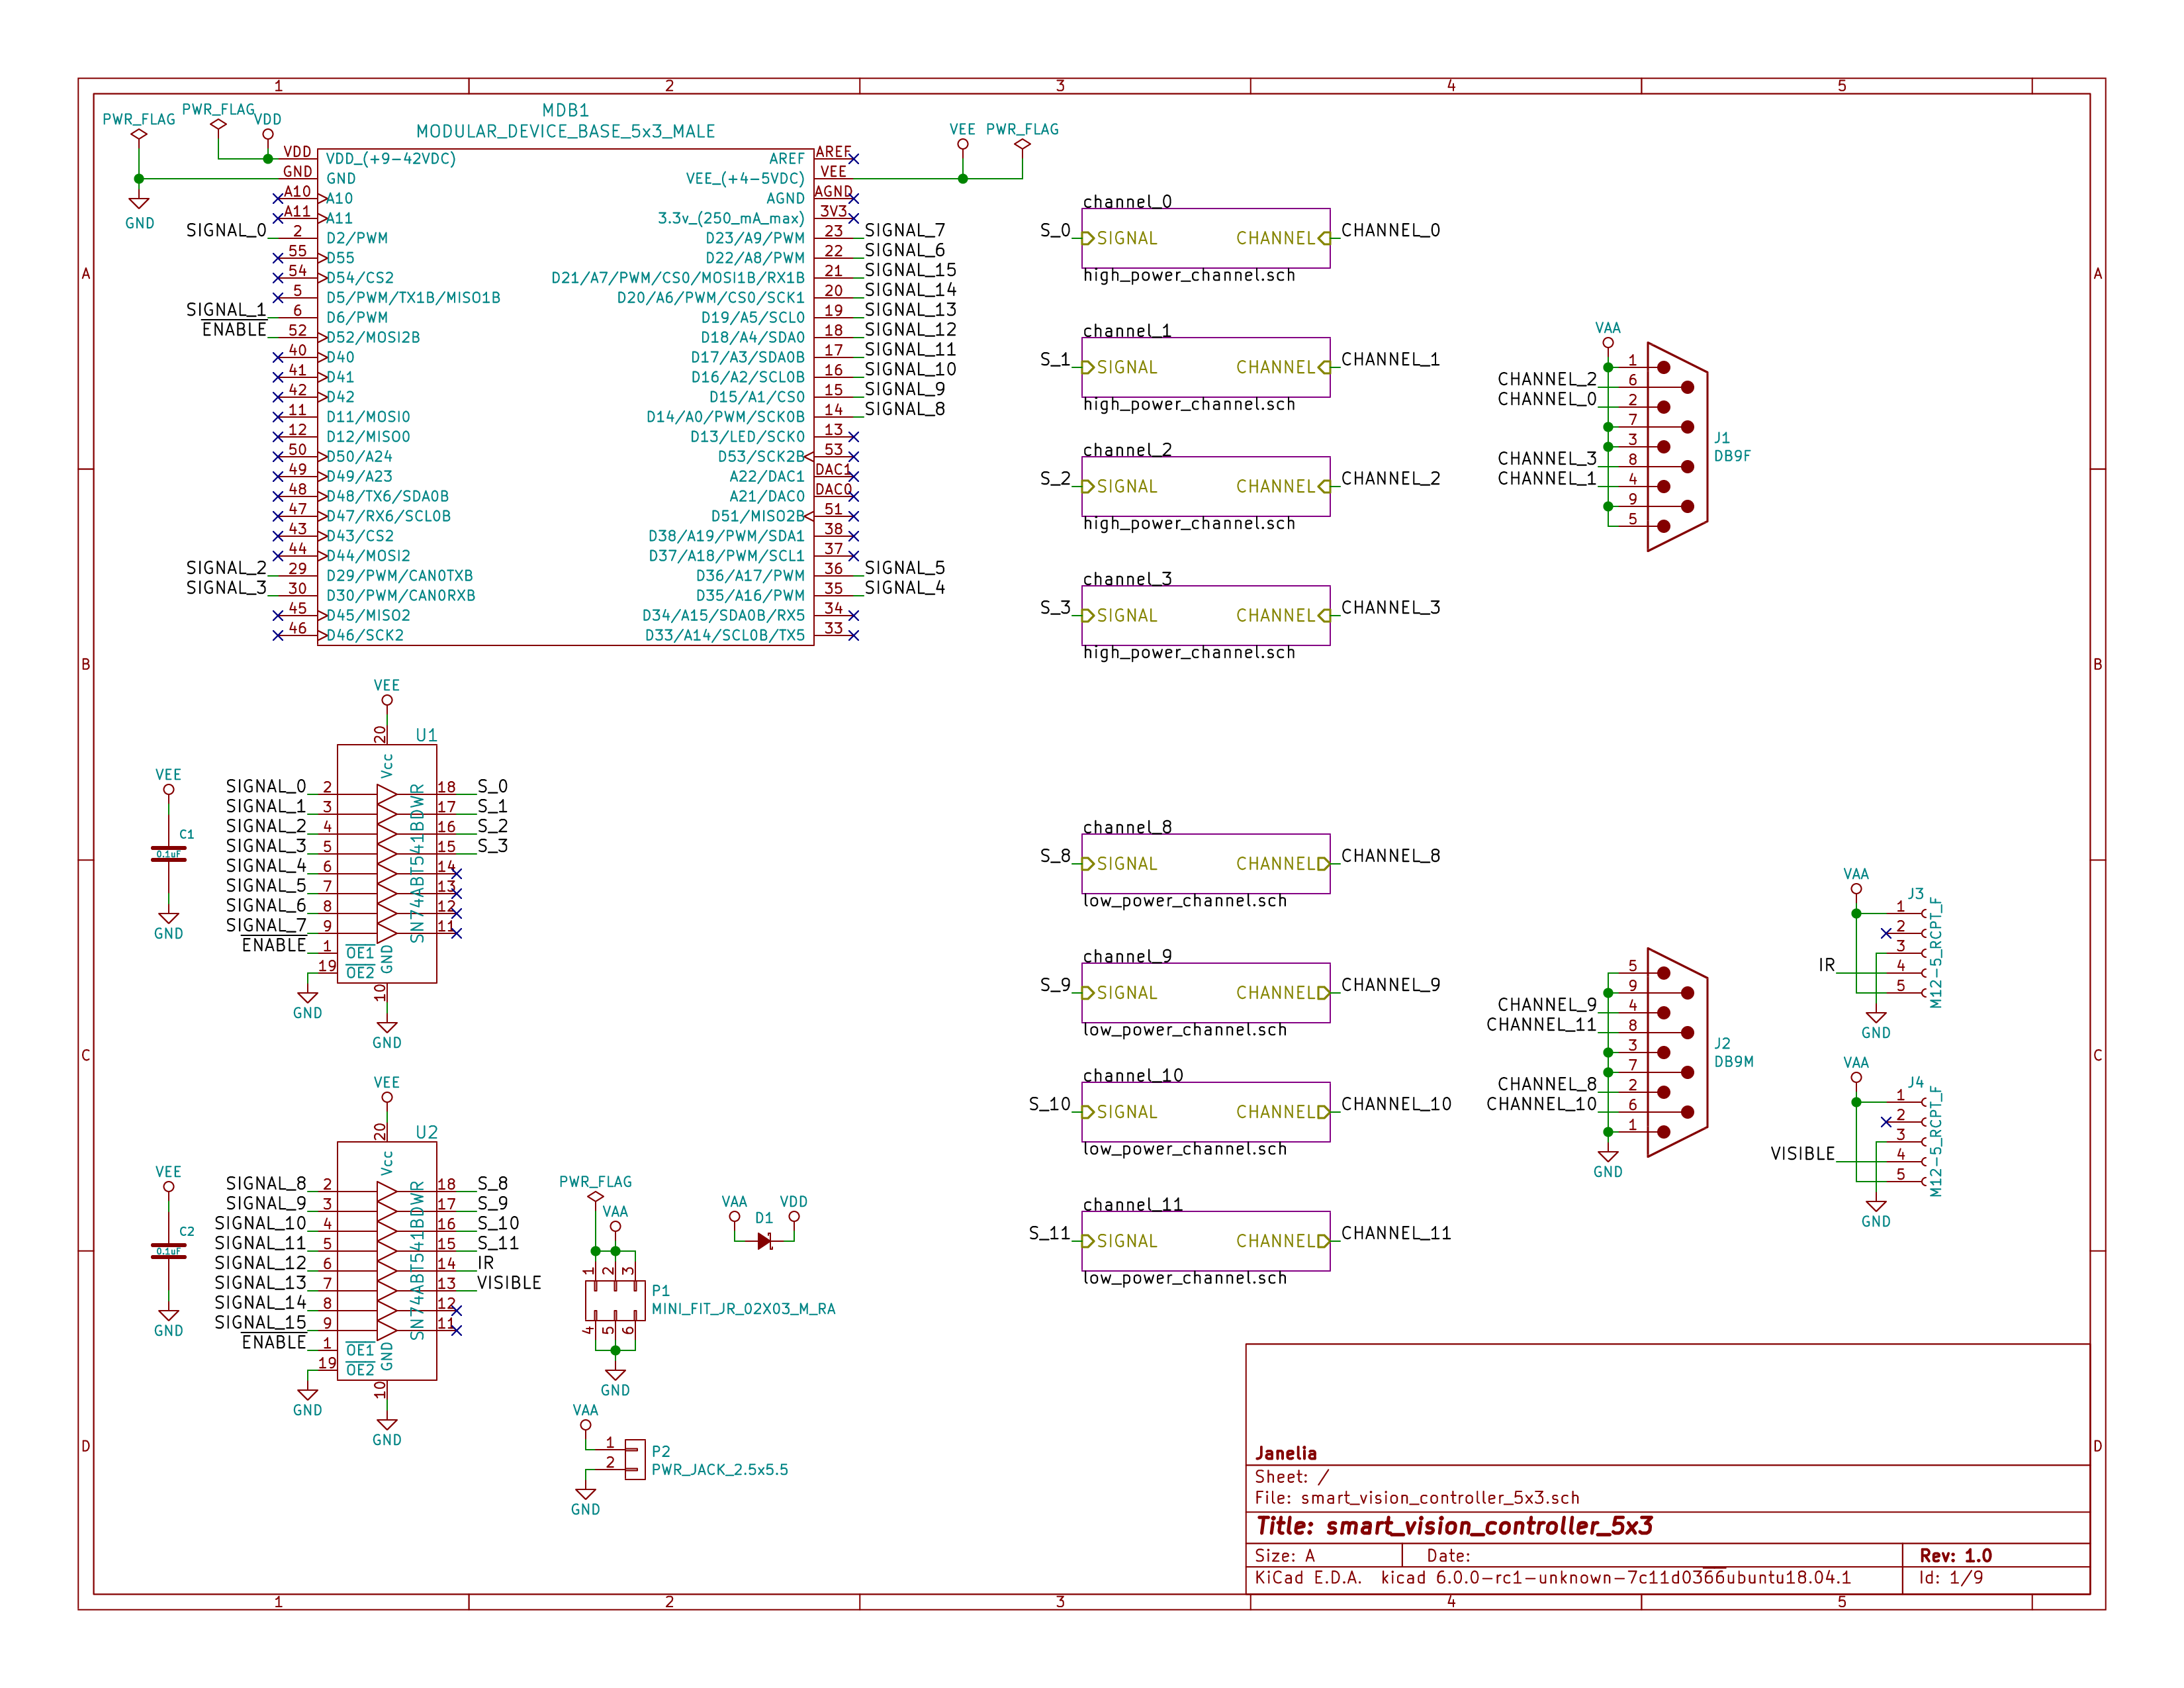 1 2 3 4 5
PWR_FLAG PWR_FLAG VDD
MDB1
MODULAR_DEVICE_BASE_5x3_MALE
VEE PWR_FLAG
GND
VDD VDD_(+9-42VDC) AREF AREF
GND GND VEE_(+4-5VDC) VEE
A10 A10 AGND AGND
A11 A11 3.3v_(250_mA_max) 3V3
SIGNAL_0 2 D2/PWM D23/A9/PWM 23 SIGNAL_7
55 D55 D22/A8/PWM 22 SIGNAL_6
54 D54/CS2 D21/A7/PWM/CS0/MOSI1B/RX1B 21 SIGNAL_15
5 D5/PWM/TX1B/MISO1B D20/A6/PWM/CS0/SCK1 20 SIGNAL_14
SIGNAL_1 6 D6/PWM D19/A5/SCL0 19 SIGNAL_13
ENABLE 52 D52/MOSI2B D18/A4/SDA0 18 SIGNAL_12
40 D40 D17/A3/SDA0B 17 SIGNAL_11
41 D41 D16/A2/SCL0B 16 SIGNAL_10
42 D42 D15/A1/CS0 15 SIGNAL_9
11 D11/MOSI0 D14/A0/PWM/SCK0B 14 SIGNAL_8
12 D12/MISO0 D13/LED/SCK0 13
50 D50/A24 D53/SCK2B 53
49 D49/A23 A22/DAC1 DAC1
48 D48/TX6/SDA0B A21/DAC0 DAC0
47 D47/RX6/SCL0B D51/MISO2B 51
43 D43/CS2 D38/A19/PWM/SDA1 38
44 D44/MOSI2 D37/A18/PWM/SCL1 37
SIGNAL_2 29 D29/PWM/CAN0TXB D36/A17/PWM 36 SIGNAL_5
SIGNAL_3 30 D30/PWM/CAN0RXB D35/A16/PWM 35 SIGNAL_4
45 D45/MISO2 D34/A15/SDA0B/RX5 34
46 D46/SCK2 D33/A14/SCL0B/TX5 33
channel_0
S_0 SIGNAL CHANNEL CHANNEL_0
high_power_channel.sch
channel_1
S_1 SIGNAL CHANNEL CHANNEL_1
high_power_channel.sch
channel_2
S_2 SIGNAL CHANNEL CHANNEL_2
high_power_channel.sch
channel_3
S_3 SIGNAL CHANNEL CHANNEL_3
high_power_channel.sch
VAA
1
CHANNEL_2 6
CHANNEL_0 2
7
3
CHANNEL_3 8
CHANNEL_1 4
9
5
J1
DB9F
VEE
20 U1
Vcc
SN74ABT541BDWR
SIGNAL_0 2 18 S_0
SIGNAL_1 3 17 S_1
SIGNAL_2 4 16 S_2
SIGNAL_3 5 15 S_3
SIGNAL_4 6 14
SIGNAL_5 7 13
SIGNAL_6 8 12
SIGNAL_7 9 11
ENABLE 1 OE1
19 OE2
GND
10
GND
GND
VEE
C1
0.1uF
GND
channel_8
S_8 SIGNAL CHANNEL CHANNEL_8
low_power_channel.sch
channel_9
S_9 SIGNAL CHANNEL CHANNEL_9
low_power_channel.sch
channel_10
S_10 SIGNAL CHANNEL CHANNEL_10
low_power_channel.sch
channel_11
S_11 SIGNAL CHANNEL CHANNEL_11
low_power_channel.sch
5
9
CHANNEL_9 4
CHANNEL_11 8
3
7
CHANNEL_8 2
CHANNEL_10 6
1
GND
J2
DB9M
VAA
J3
M12-5_RCPT_F
1
2
3
IR 4
5
GND
VAA
J4
M12-5_RCPT_F
1
2
3
VISIBLE 4
5
GND
VEE
20 U2
Vcc
SN74ABT541BDWR
SIGNAL_8 2 18 S_8
SIGNAL_9 3 17 S_9
SIGNAL_10 4 16 S_10
SIGNAL_11 5 15 S_11
SIGNAL_12 6 14 IR
SIGNAL_13 7 13 VISIBLE
SIGNAL_14 8 12
SIGNAL_15 9 11
ENABLE 1 OE1
19 OE2
GND
10
GND
GND
VEE
C2
0.1uF
GND
PWR_FLAG
VAA
1 2 3
P1
MINI_FIT_JR_02X03_M_RA
4 5 6
GND
VAA D1 VDD
VAA
1 P2
2 PWR_JACK_2.5x5.5
GND
A B C D
A B C D
Janelia
Sheet: /
File: smart_vision_controller_5x3.sch
Title: smart_vision_controller_5x3
Size: A Date: Rev: 1.0
KiCad E.D.A. kicad 6.0.0-rc1-unknown-7c11d0366ubuntu18.04.1 Id: 1/9
1 2 3 4 5